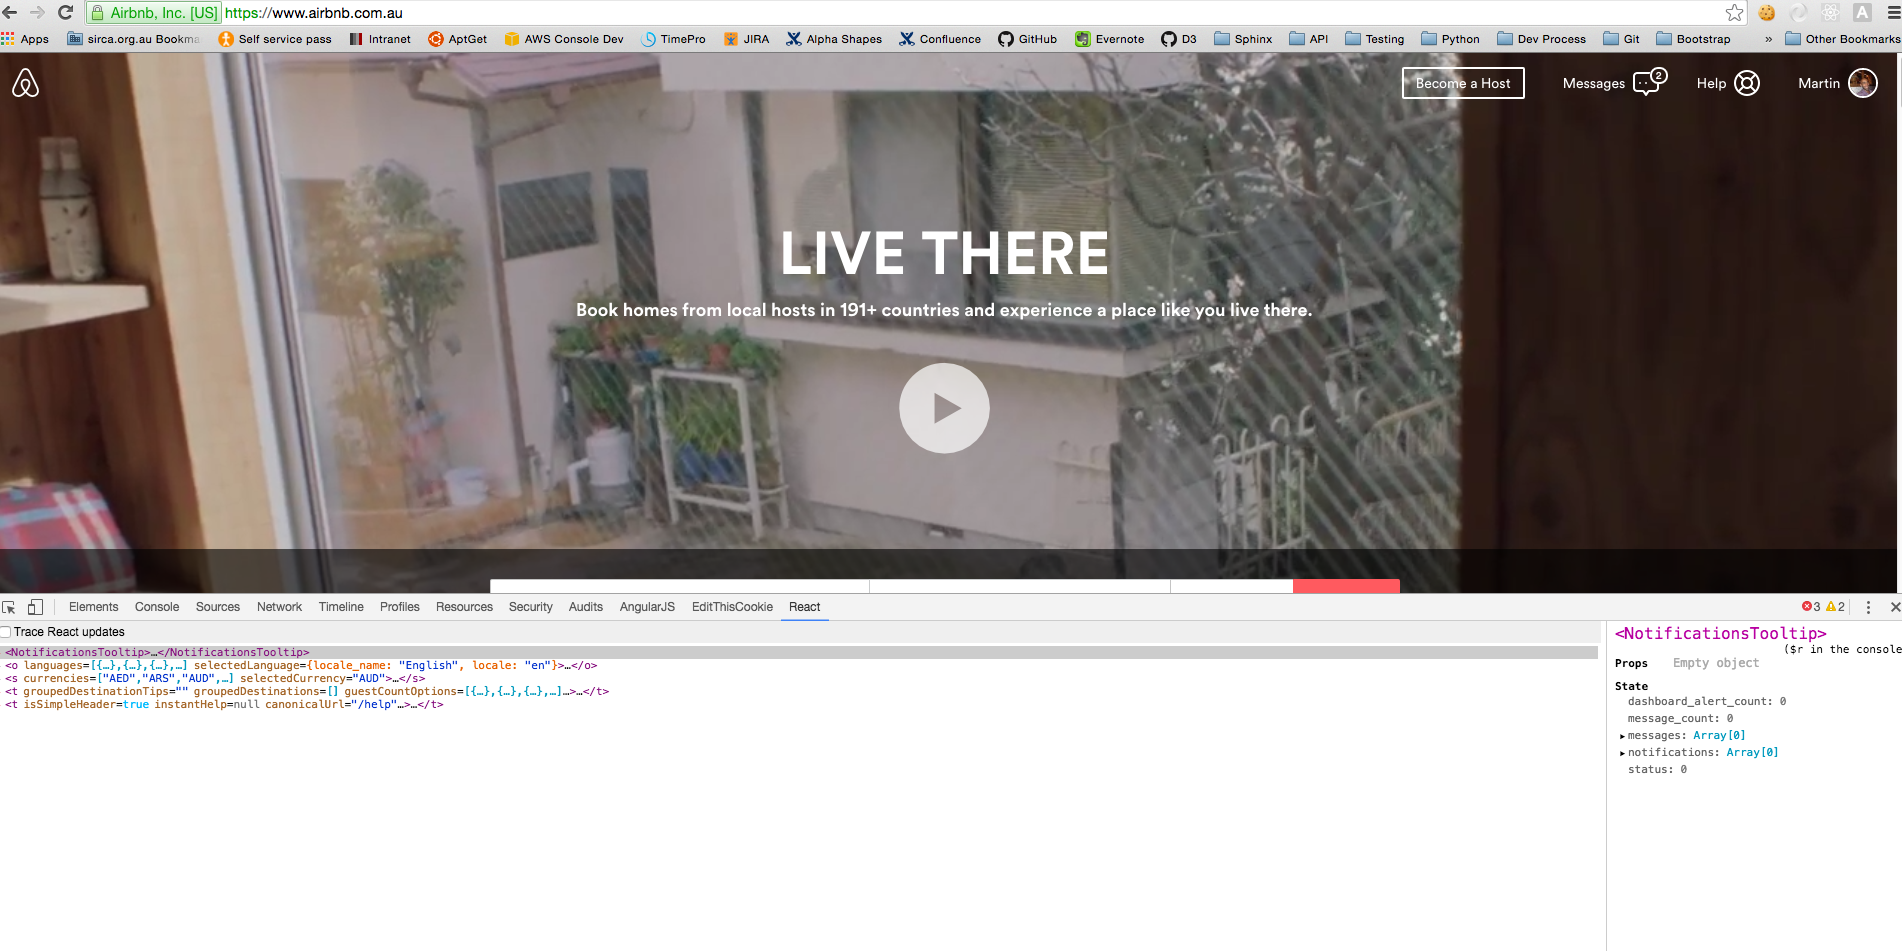 Airbnb, Inc. [US] https://www.airbnb.com.au
Apps sirca.org.au Bookma Self service pass Intranet AptGet AWS Console Dev TimePro JIRA Alpha Shapes Confluence GitHub Evernote D3 Sphinx API Testing Python Dev Process Git Bootstrap » Other Bookmarks
Become a Host Messages 2 Help Martin
LIVE THERE
Book homes from local hosts in 191+ countries and experience a place like you live there.
Elements Console Sources Network Timeline Profiles Resources Security Audits AngularJS EditThisCookie React 3 2
Trace React updates
<NotificationsTooltip>…</NotificationsTooltip>
<o languages=[{…},{…},{…},…] selectedLanguage={locale_name: "English", locale: "en"}>…</o>
<s currencies=["AED","ARS","AUD",…] selectedCurrency="AUD">…</s>
<t groupedDestinationTips="" groupedDestinations=[] guestCountOptions=[{…},{…},{…},…]…>…</t>
<t isSimpleHeader=true instantHelp=null canonicalUrl="/help"…>…</t>
<NotificationsTooltip>
($r in the console
Props Empty object
State
dashboard_alert_count: 0
message_count: 0
messages: Array[0]
notifications: Array[0]
status: 0